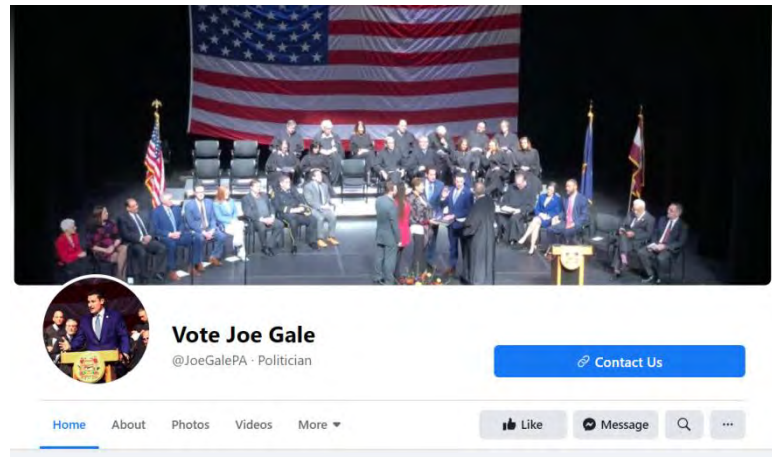 Vote Joe Gale
@JoeGalePA · Politician
Contact Us
Home About Photos Videos More
Like Message